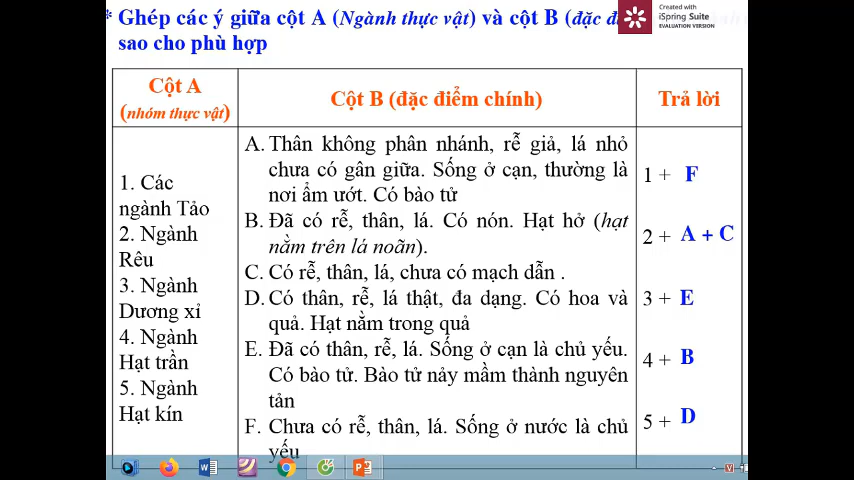 * Ghép các ý giữa cột A (Ngành thực vật) và cột B (đặc
sao cho phù hợp
Created with
iSpring Suite
EVALUATION VERSION
Cột A
(nhóm thực vật)
Cột B (đặc điểm chính)
Trả lời
1. Các
ngành Tảo
2. Ngành
Rêu
3. Ngành
Dương xỉ
4. Ngành
Hạt trần
5. Ngành
Hạt kín
A. Thân không phân nhánh, rễ giả, lá nhỏ
chưa có gân giữa. Sống ở cạn, thường là
nơi ẩm ướt. Có bào tử
B. Đã có rễ, thân, lá. Có nón. Hạt hở (hạt
nằm trên lá noãn).
C. Có rễ, thân, lá, chưa có mạch dẫn .
D. Có thân, rễ, lá thật, đa dạng. Có hoa và
quả. Hạt nằm trong quả
E. Đã có thân, rễ, lá. Sống ở cạn là chủ yếu.
Có bào tử. Bào tử nảy mầm thành nguyên
tản
F. Chưa có rễ, thân, lá. Sống ở nước là chủ
yếu
1 + F
2 + A + C
3 + E
4 + B
5 + D